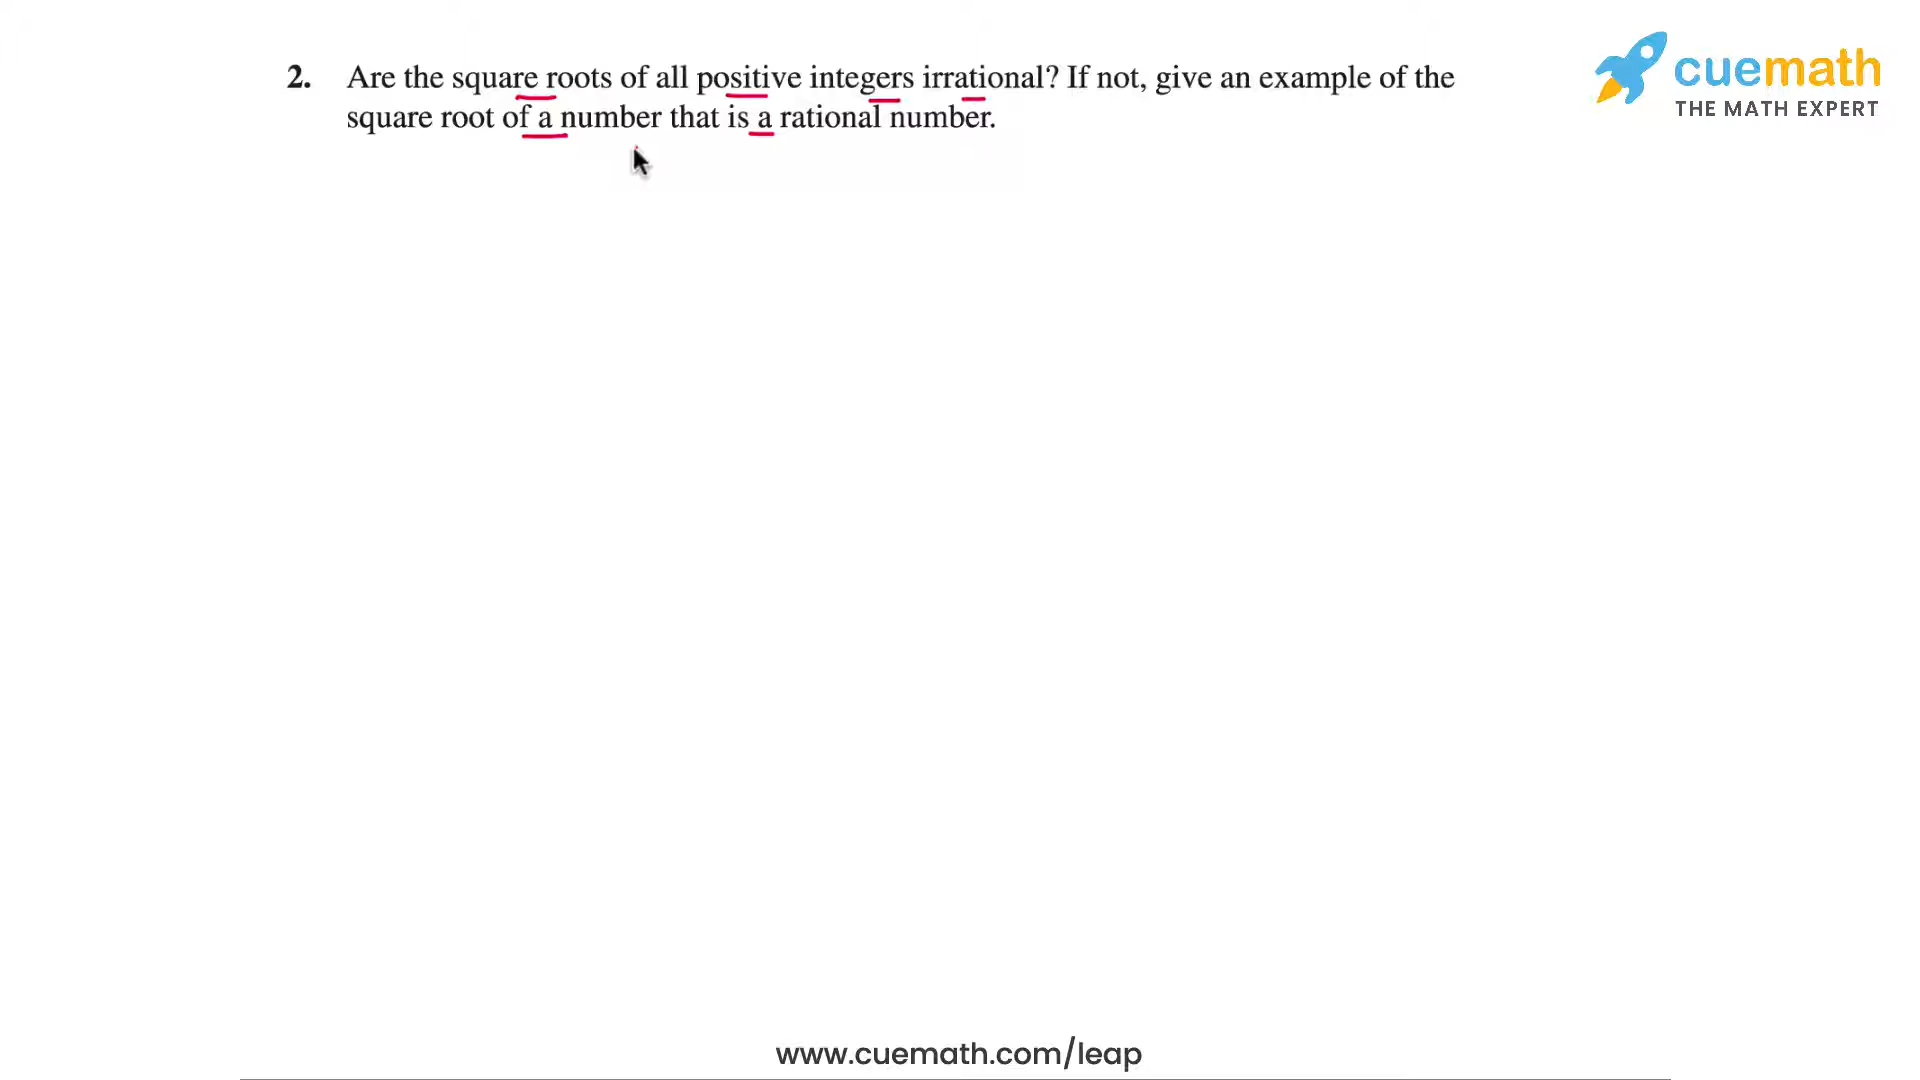 2. Are the square roots of all positive integers irrational? If not, give an example of the
square root of a number that is a rational number.
cuemath
THE MATH EXPERT
www.cuemath.com/leap